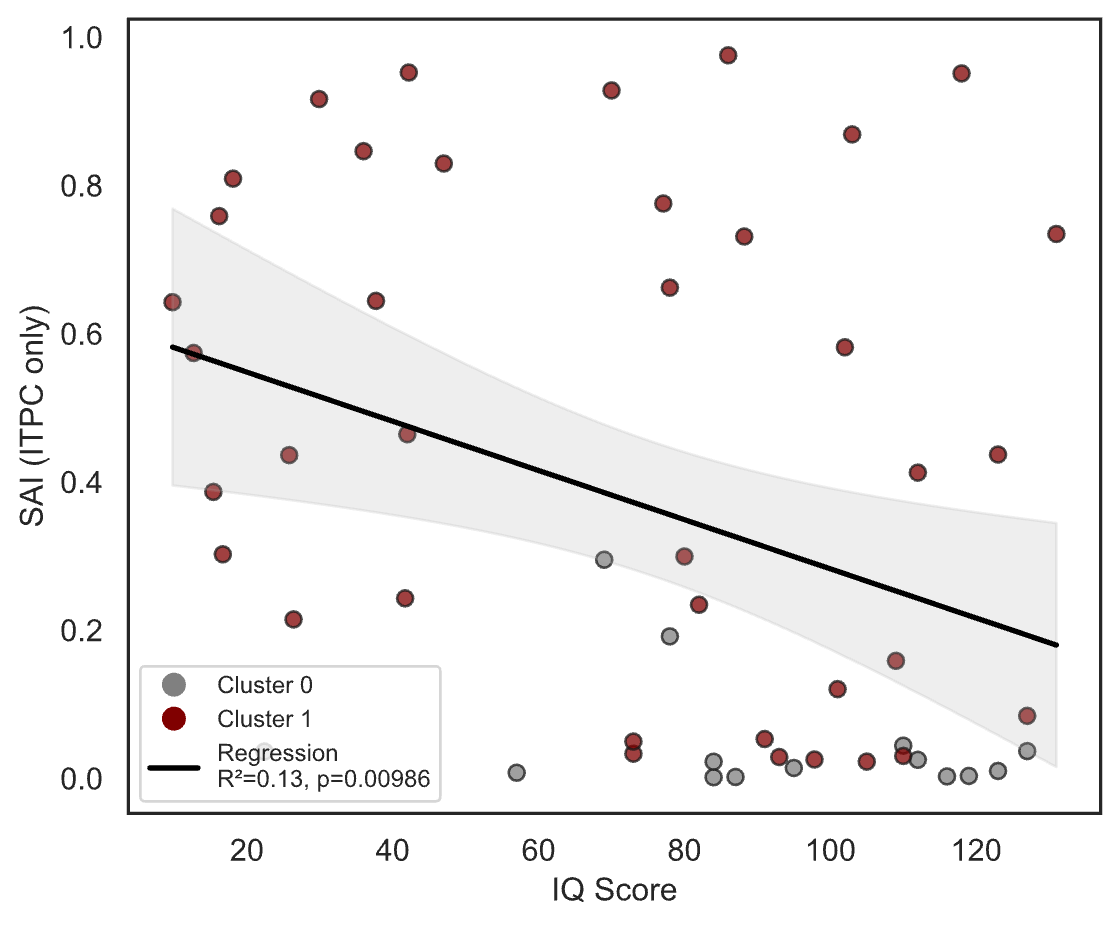 1.0
0.8
0.6
0.4
0.2
0.0
SAI (ITPC only)
Cluster 0
Cluster 1
Regression
R²=0.13, p=0.00986
20 40 60 80 100 120
IQ Score